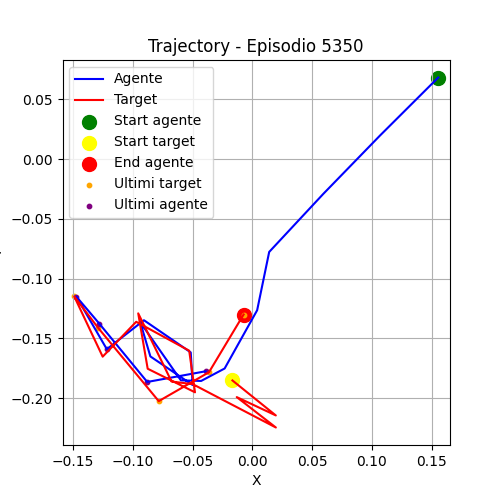 Trajectory - Episodio 5350
Agente
Target
Start agente
Start target
End agente
Ultimi target
Ultimi agente
0.05
0.00
−0.05
−0.10
−0.15
−0.20
−0.15 −0.10 −0.05 0.00 0.05 0.10 0.15
X